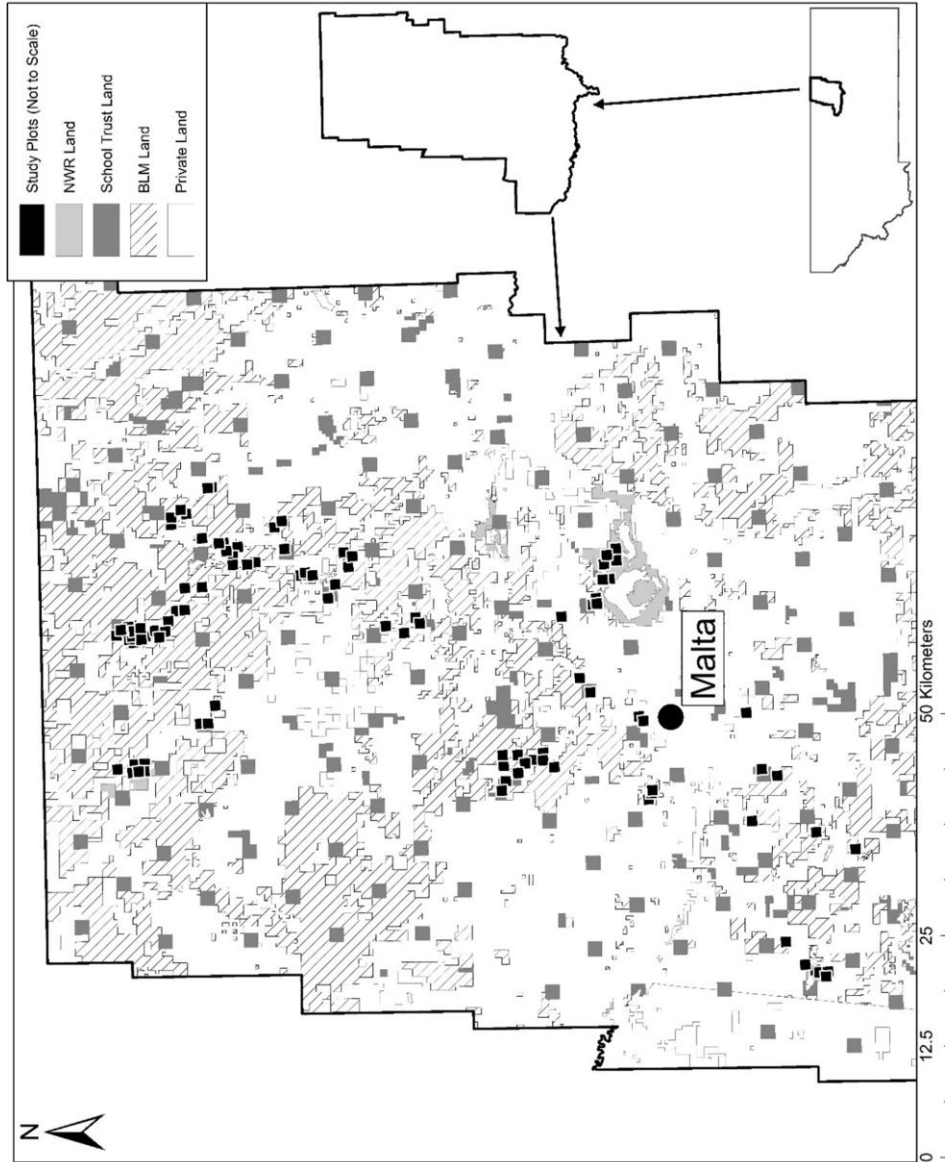 N
Study Plots (Not to Scale)
NWR Land
School Trust Land
BLM Land
Private Land
Malta
0
12.5
25
50 Kilometers